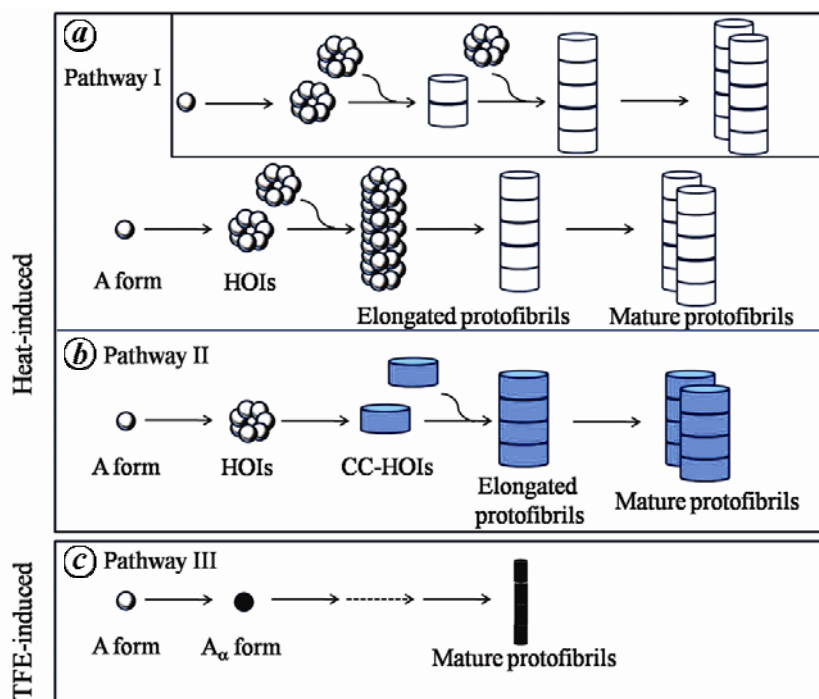 a
Pathway I
A form
HOIs
Elongated protofibrils
Mature protofibrils
Heat-induced
b
Pathway II
A form
HOIs
CC-HOIs
Elongated
protofibrils
Mature protofibrils
c
Pathway III
A form
Aα form
Mature protofibrils
TFE-induced